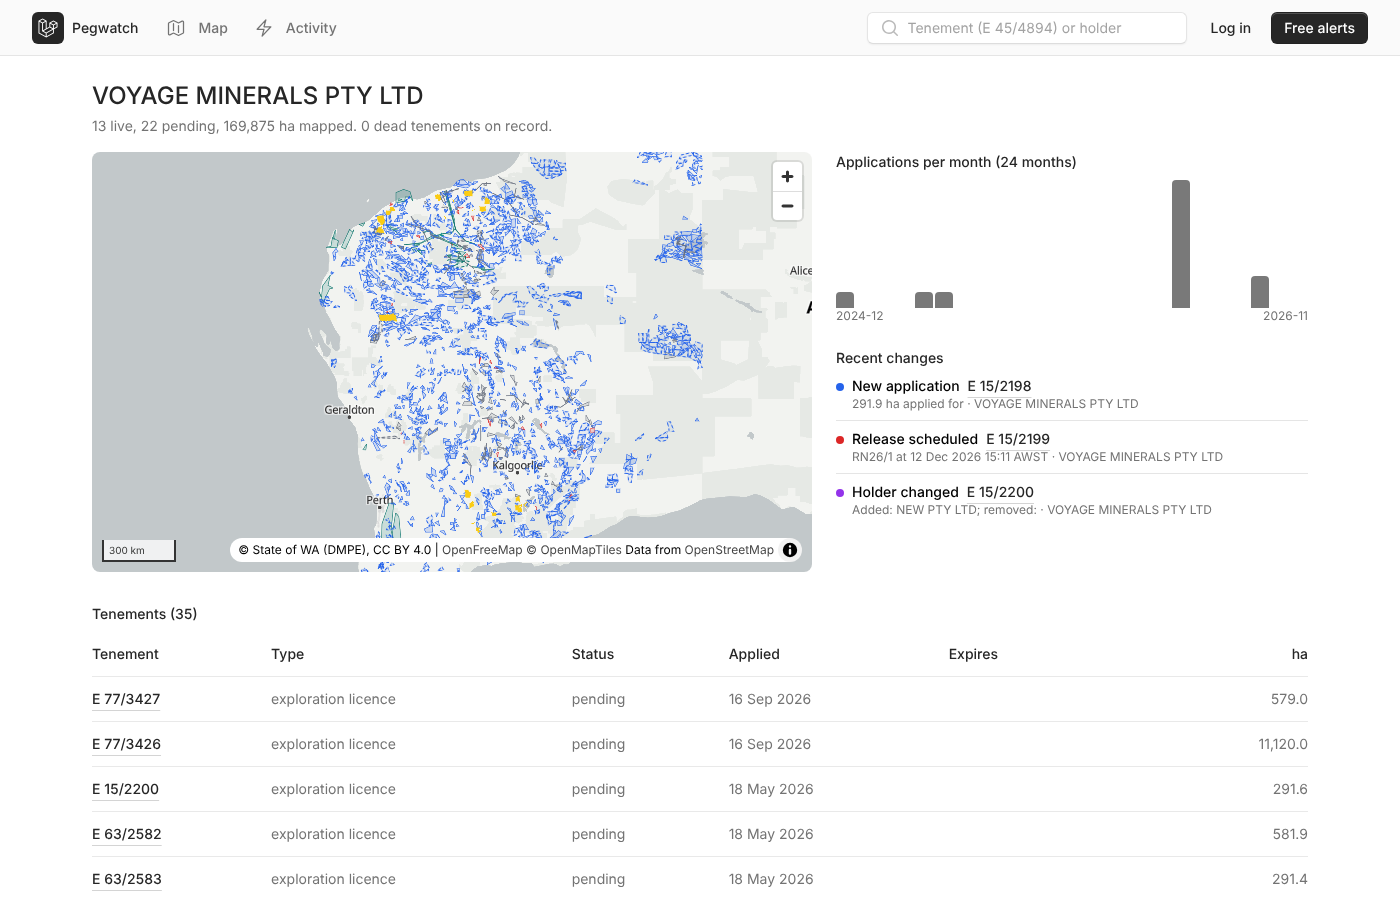 Pegwatch
Map
Activity
Tenement (E 45/4894) or holder
Log in
Free alerts
VOYAGE MINERALS PTY LTD
13 live, 22 pending, 169,875 ha mapped. 0 dead tenements on record.
Alice
A
Geraldton
Kalgoorlie
Perth
300 km
© State of WA (DMPE), CC BY 4.0 | OpenFreeMap © OpenMapTiles Data from OpenStreetMap
Applications per month (24 months)
2024-12
2026-11
Recent changes
New application E 15/2198
291.9 ha applied for · VOYAGE MINERALS PTY LTD
Release scheduled E 15/2199
RN26/1 at 12 Dec 2026 15:11 AWST · VOYAGE MINERALS PTY LTD
Holder changed E 15/2200
Added: NEW PTY LTD; removed: · VOYAGE MINERALS PTY LTD
Tenements (35)
Tenement Type Status Applied Expires ha
E 77/3427 exploration licence pending 16 Sep 2026 579.0
E 77/3426 exploration licence pending 16 Sep 2026 11,120.0
E 15/2200 exploration licence pending 18 May 2026 291.6
E 63/2582 exploration licence pending 18 May 2026 581.9
E 63/2583 exploration licence pending 18 May 2026 291.4